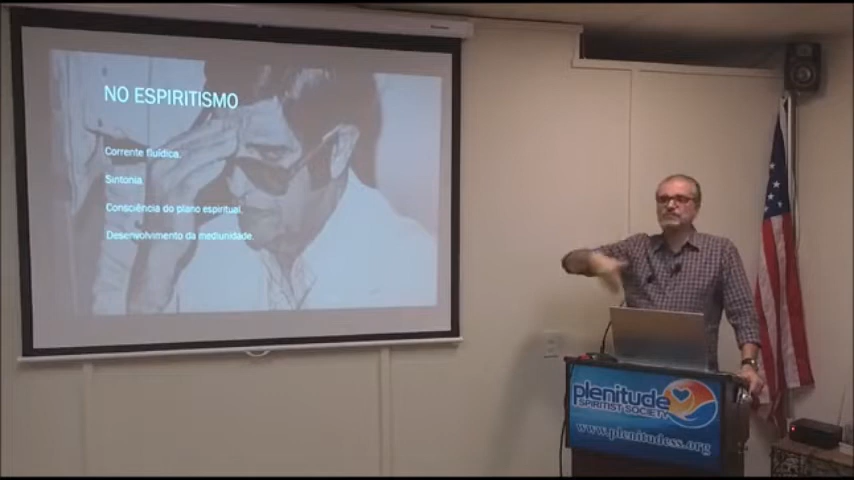 NO ESPIRITISMO
Corrente fluídica.
Sintonia.
Consciência do plano espiritual.
Desenvolvimento da mediunidade.
plenitude
SPIRITIST SOCIETY
www.plenitudess.org